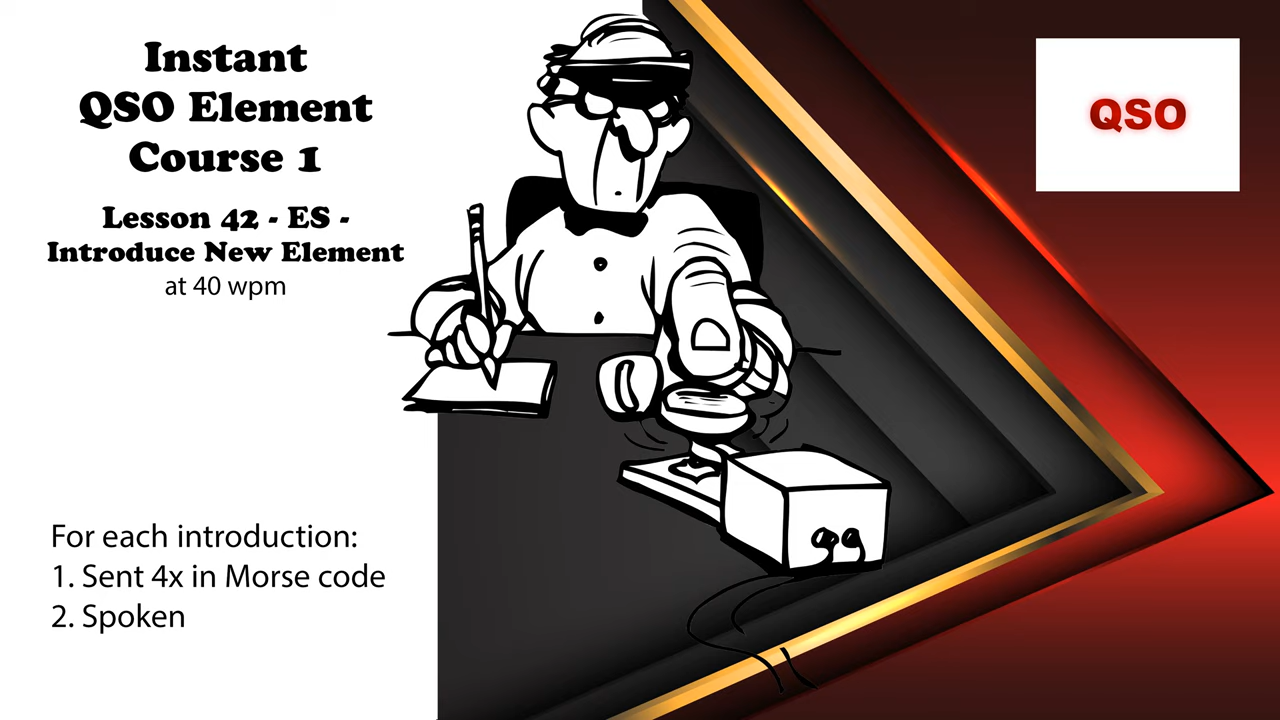 Instant
QSO Element
Course 1
Lesson 42 - ES -
Introduce New Element
at 40 wpm
QSO
For each introduction:
1. Sent 4x in Morse code
2. Spoken